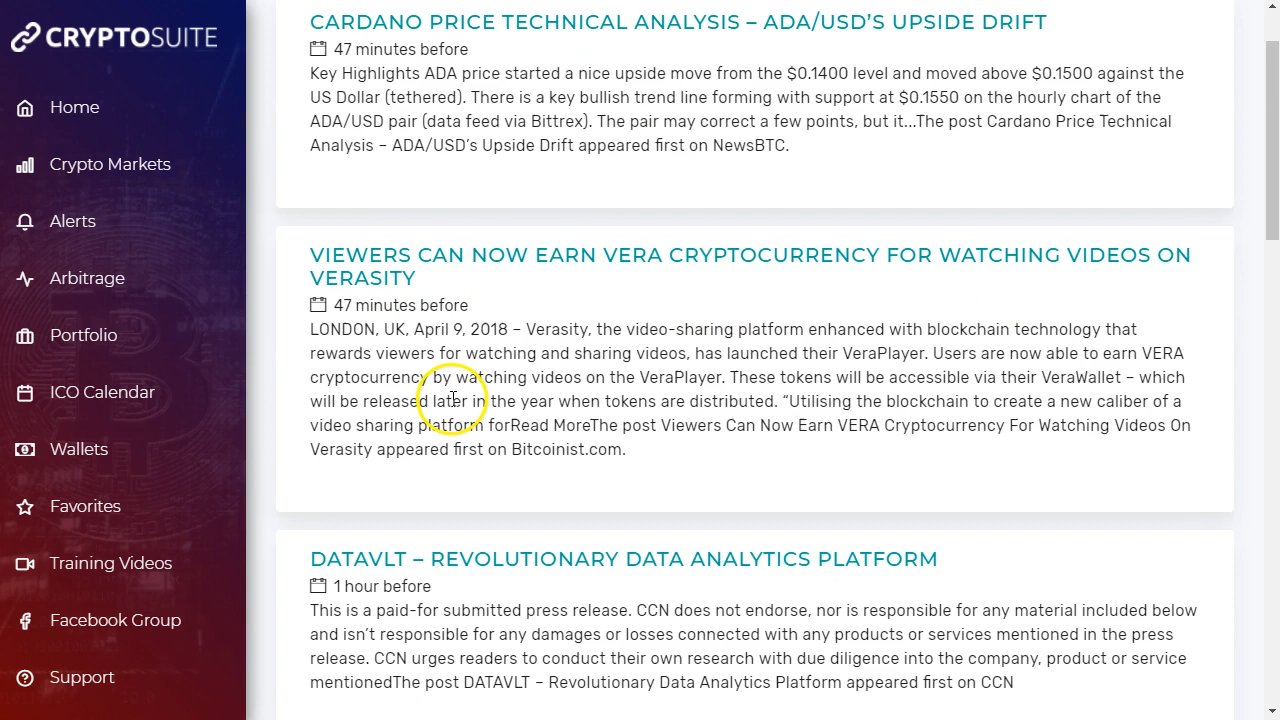 CRYPTOSUITE
Home
Crypto Markets
Alerts
Arbitrage
Portfolio
ICO Calendar
Wallets
Favorites
Training Videos
Facebook Group
Support
CARDANO PRICE TECHNICAL ANALYSIS – ADA/USD'S UPSIDE DRIFT
47 minutes before
Key Highlights ADA price started a nice upside move from the $0.1400 level and moved above $0.1500 against the
US Dollar (tethered). There is a key bullish trend line forming with support at $0.1550 on the hourly chart of the
ADA/USD pair (data feed via Bittrex). The pair may correct a few points, but it...The post Cardano Price Technical
Analysis – ADA/USD's Upside Drift appeared first on NewsBTC.
VIEWERS CAN NOW EARN VERA CRYPTOCURRENCY FOR WATCHING VIDEOS ON
VERASITY
47 minutes before
LONDON, UK, April 9, 2018 – Verasity, the video-sharing platform enhanced with blockchain technology that
rewards viewers for watching and sharing videos, has launched their VeraPlayer. Users are now able to earn VERA
cryptocurrency by watching videos on the VeraPlayer. These tokens will be accessible via their VeraWallet – which
will be released later in the year when tokens are distributed. “Utilising the blockchain to create a new caliber of a
video sharing platform forRead MoreThe post Viewers Can Now Earn VERA Cryptocurrency For Watching Videos On
Verasity appeared first on Bitcoinist.com.
DATAVLT – REVOLUTIONARY DATA ANALYTICS PLATFORM
1 hour before
This is a paid-for submitted press release. CCN does not endorse, nor is responsible for any material included below
and isn't responsible for any damages or losses connected with any products or services mentioned in the press
release. CCN urges readers to conduct their own research with due diligence into the company, product or service
mentionedThe post DATAVLT – Revolutionary Data Analytics Platform appeared first on CCN